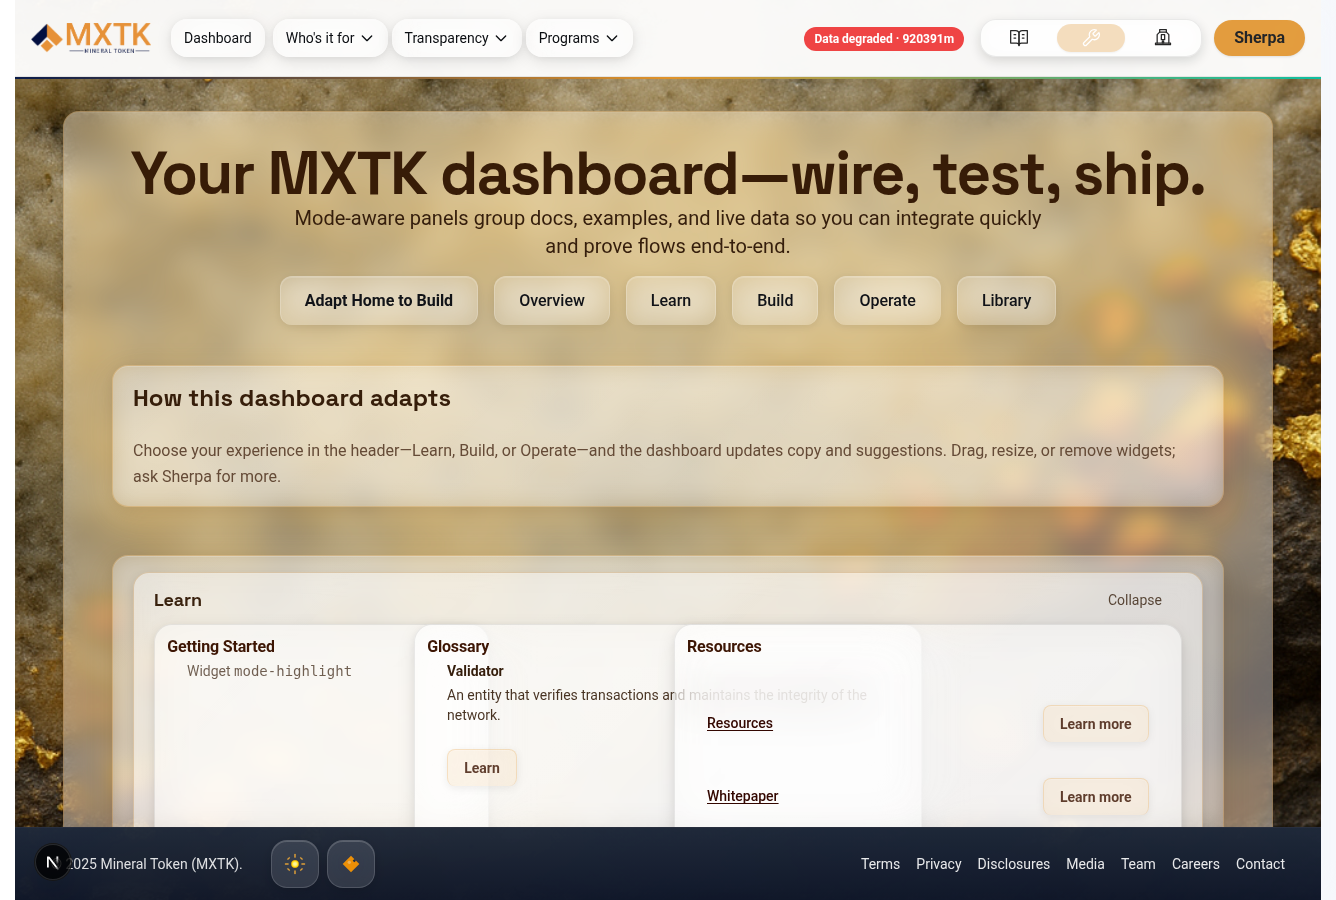 MXTK
MINERAL TOKEN
Dashboard
Who's it for
Transparency
Programs
Data degraded · 920391m
Sherpa
Your MXTK dashboard—wire, test, ship.
Mode-aware panels group docs, examples, and live data so you can integrate quickly
and prove flows end-to-end.
Adapt Home to Build
Overview
Learn
Build
Operate
Library
How this dashboard adapts
Choose your experience in the header—Learn, Build, or Operate—and the dashboard updates copy and suggestions. Drag, resize, or remove widgets;
ask Sherpa for more.
Learn
Collapse
Getting Started
Widget mode-highlight
Glossary
Validator
An entity that verifies transactions and maintains the integrity of the
network.
Learn
Resources
Resources
Learn more
Whitepaper
Learn more
N
2025 Mineral Token (MXTK).
Terms
Privacy
Disclosures
Media
Team
Careers
Contact